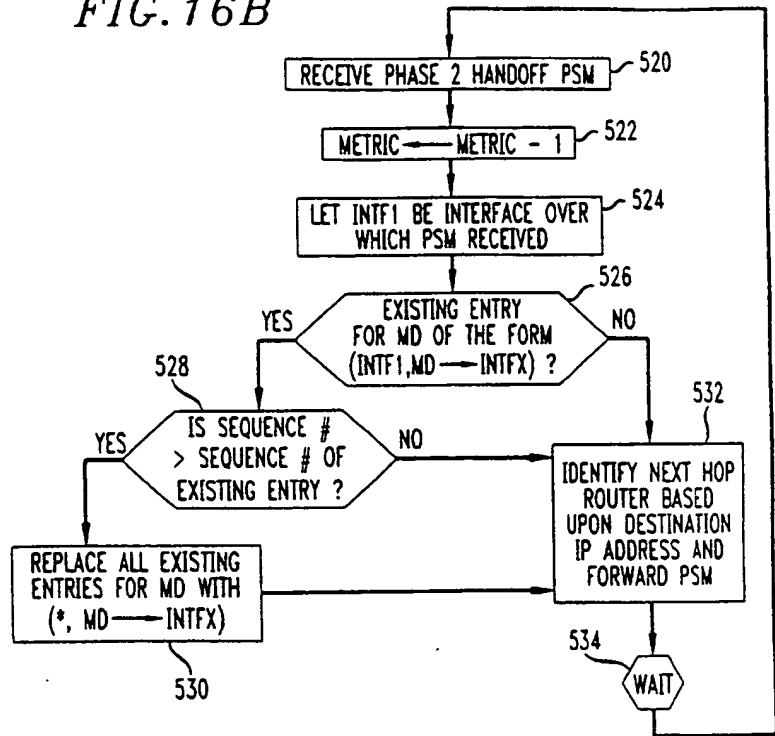 FIG. 16B
RECEIVE PHASE 2 HANDOFF PSM
520
METRIC ← METRIC - 1
522
LET INTF1 BE INTERFACE OVER
WHICH PSM RECEIVED
524
EXISTING ENTRY
FOR MD OF THE FORM
(INTF1,MD → INTFX) ?
526
YES
NO
528
IS SEQUENCE #
> SEQUENCE # OF
EXISTING ENTRY ?
YES
NO
532
IDENTIFY NEXT HOP
ROUTER BASED
UPON DESTINATION
IP ADDRESS AND
FORWARD PSM
REPLACE ALL EXISTING
ENTRIES FOR MD WITH
(*, MD → INTFX)
530
534
WAIT